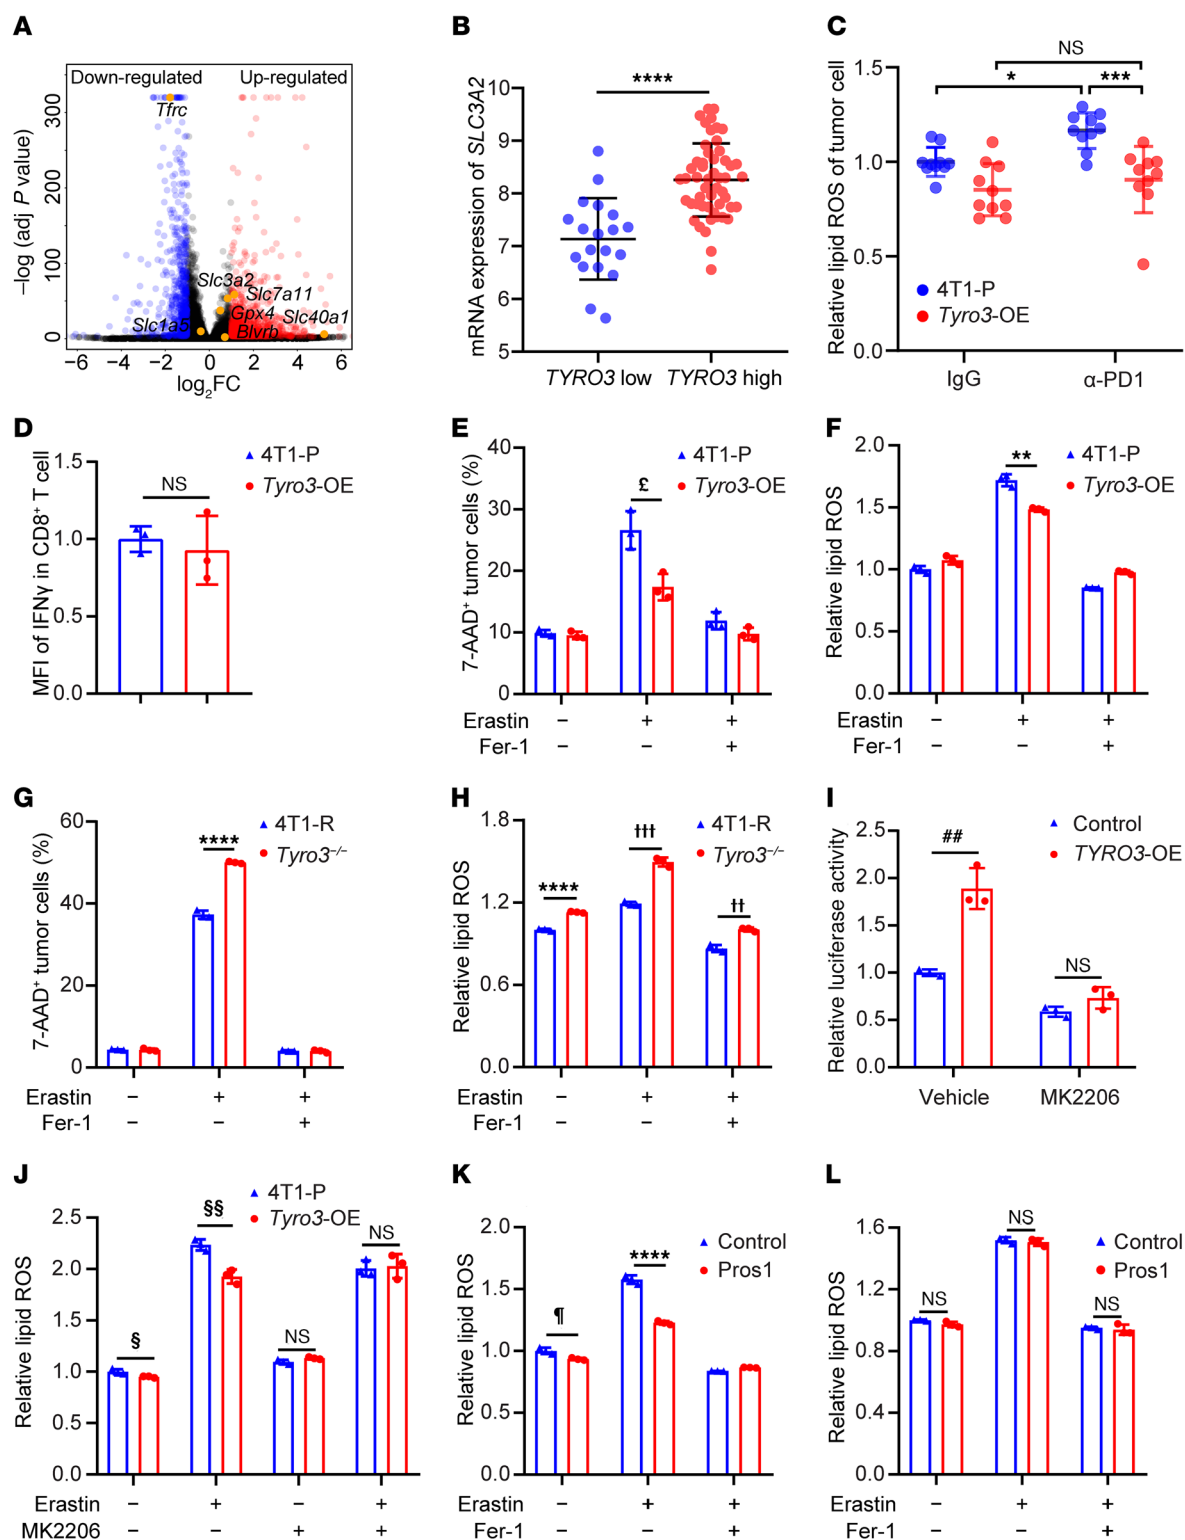 A
Down-regulated
Up-regulated
Tfrc
Slc3a2
Slc7a11
Gpx4
Slc40a1
Slc1a5
Blvrb
–log (adj P value)
300
200
100
0
−6
−4
−2
0
2
4
6
log2FC
B
****
mRNA expression of SLC3A2
10
9
8
7
6
5
TYRO3 low
TYRO3 high
C
NS
*
***
Relative lipid ROS of tumor cell
1.5
1.0
0.5
0.0
4T1-P
Tyro3-OE
IgG
α-PD1
D
4T1-P
Tyro3-OE
NS
MFI of IFNγ in CD8+ T cell
1.5
1.0
0.5
0.0
E
4T1-P
Tyro3-OE
£
7-AAD+ tumor cells (%)
40
30
20
10
0
Erastin − + +
Fer-1 − − +
F
4T1-P
Tyro3-OE
**
Relative lipid ROS
2.0
1.5
1.0
0.5
0.0
Erastin − + +
Fer-1 − − +
G
4T1-R
Tyro3−/−
****
7-AAD+ tumor cells (%)
60
40
20
0
Erastin − + +
Fer-1 − − +
H
4T1-R
Tyro3−/−
****
†††
††
Relative lipid ROS
1.8
1.2
0.6
0.0
Erastin − + +
Fer-1 − − +
I
Control
TYRO3-OE
##
NS
Relative luciferase activity
2.5
2.0
1.5
1.0
0.5
0.0
Vehicle
MK2206
J
4T1-P
Tyro3-OE
§
§§
NS
NS
Relative lipid ROS
2.5
2.0
1.5
1.0
0.5
0.0
Erastin − + − +
MK2206 − − + +
K
Control
Pros1
¶
****
Relative lipid ROS
2.0
1.5
1.0
0.5
0.0
Erastin − + +
Fer-1 − − +
L
Control
Pros1
NS
NS
NS
Relative lipid ROS
1.6
1.2
0.8
0.4
0.0
Erastin − + +
Fer-1 − − +